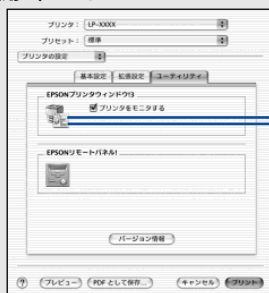 プリンタ： LP-XXXX
プリセット： 標準
プリンタの設定
基本設定 拡張設定 ユーティリティ
EPSONプリンタウィンドウ!3
プリンタをモニタする
EPSONリモートパネル!
バージョン情報
? プレビュー PDF として保存... キャンセル プリント